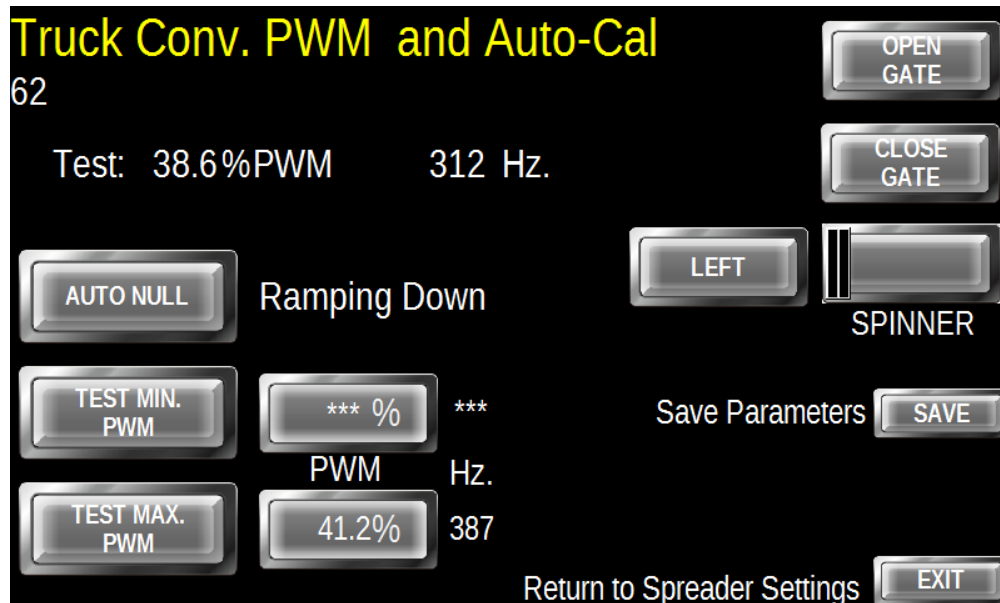 Truck Conv. PWM and Auto-Cal
62
OPEN
GATE
Test: 38.6%PWM 312 Hz.
CLOSE
GATE
LEFT
SPINNER
AUTO NULL
Ramping Down
TEST MIN.
PWM
*** % ***
PWM Hz.
Save Parameters SAVE
TEST MAX.
PWM
41.2% 387
Return to Spreader Settings EXIT